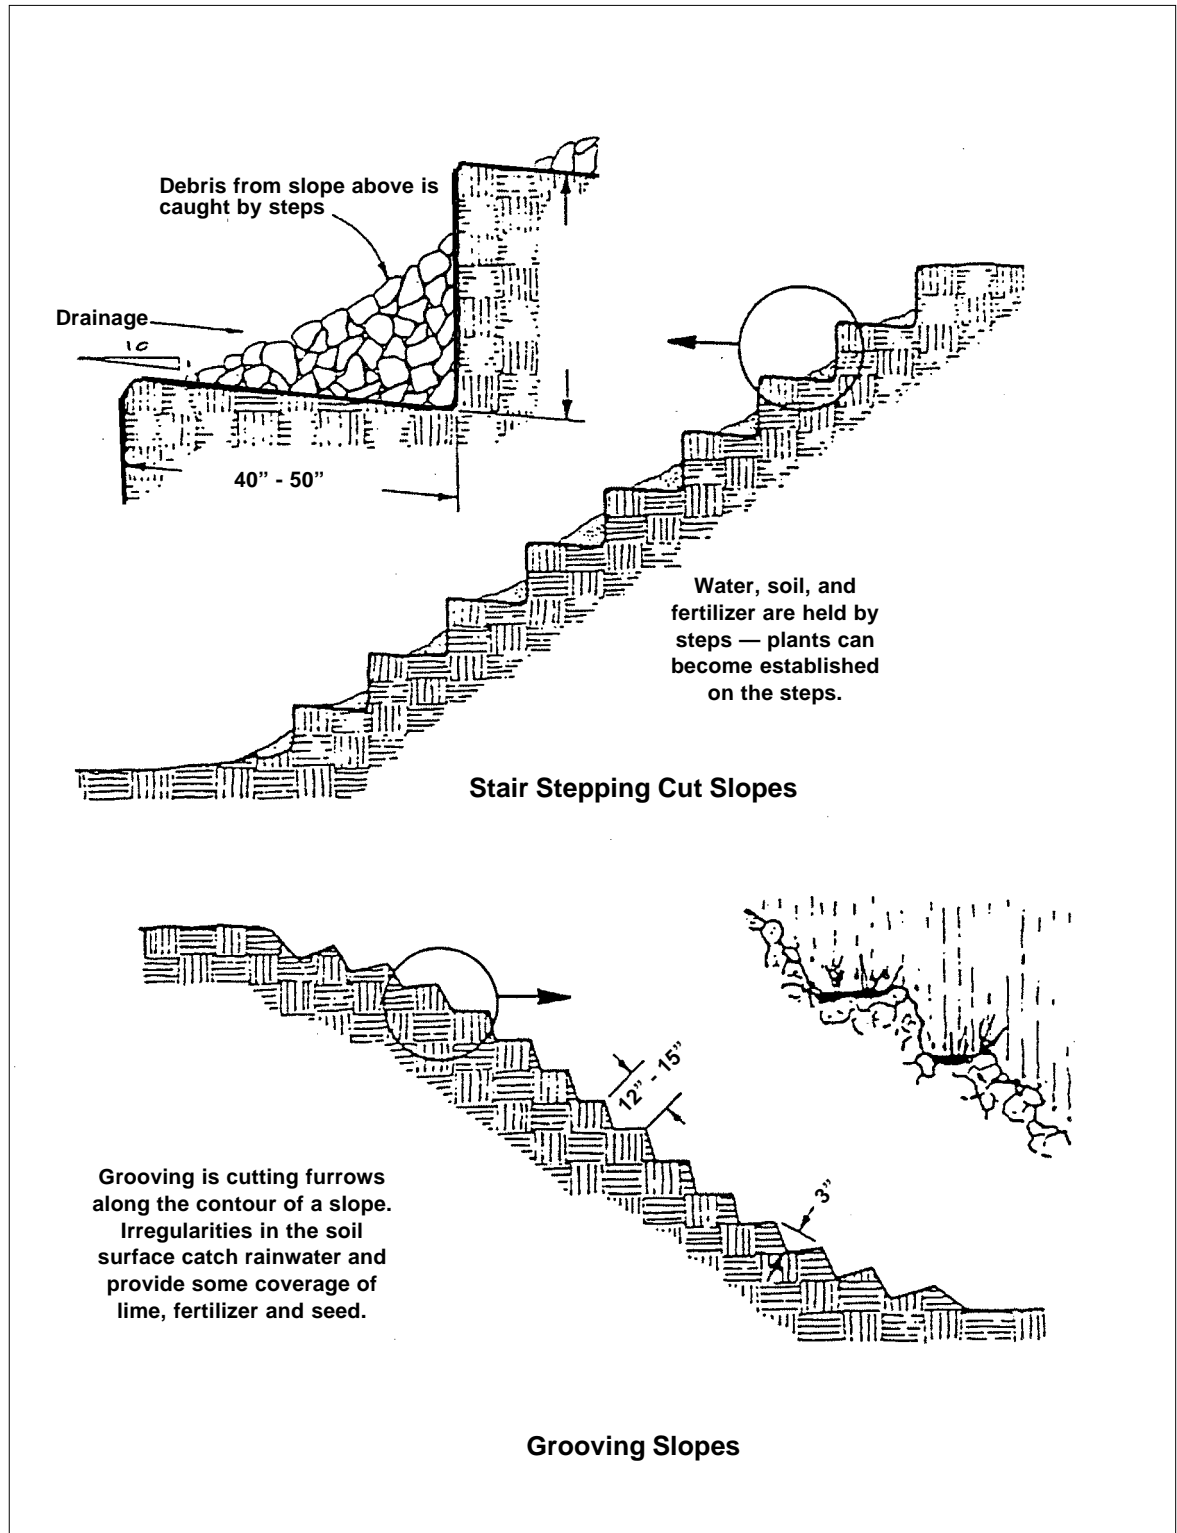 Debris from slope above is
caught by steps
Drainage
10
40” - 50”
Water, soil, and
fertilizer are held by
steps — plants can
become established
on the steps.
Stair Stepping Cut Slopes
12” - 15”
3”
Grooving is cutting furrows
along the contour of a slope.
Irregularities in the soil
surface catch rainwater and
provide some coverage of
lime, fertilizer and seed.
Grooving Slopes